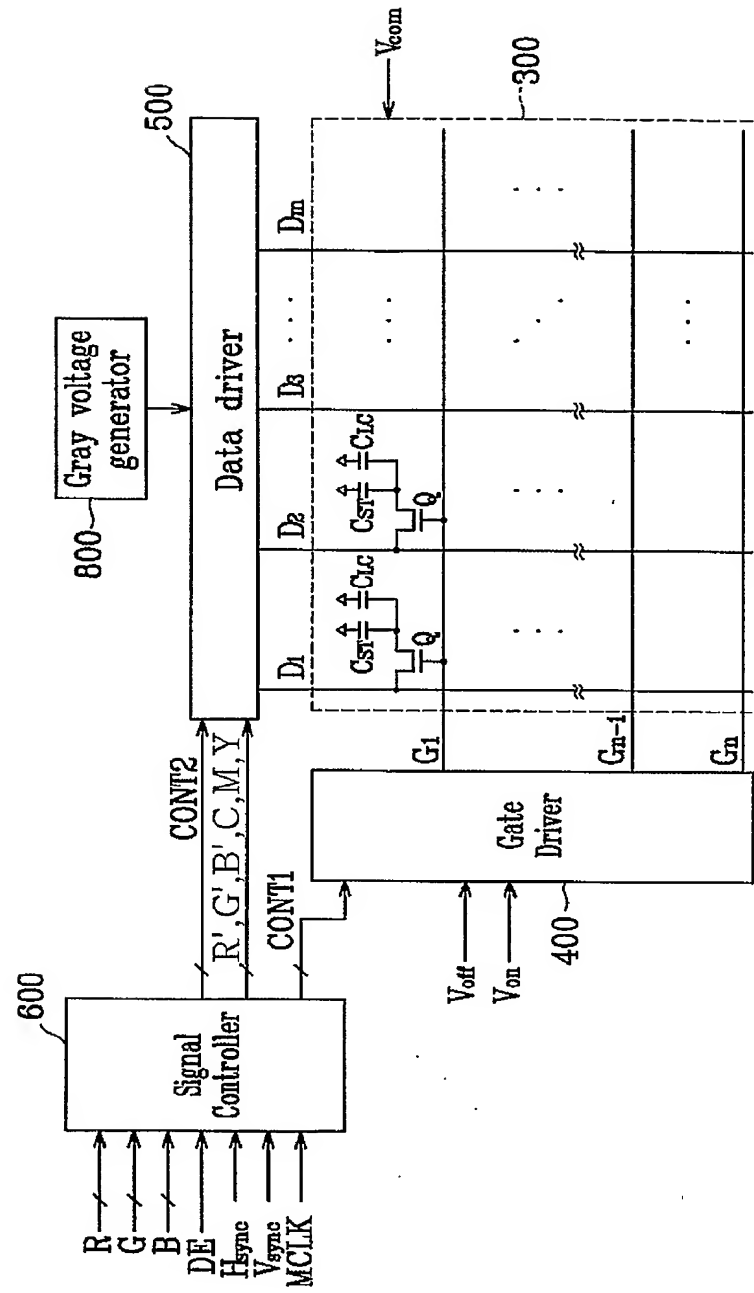 800
Gray voltage
generator
500
Data driver
600
Signal
Controller
R
G
B
DE
Hsync
Vsync
MCLK
CONT2
R',G',B',C,M,Y
CONT1
D1
D2
D3
. . .
Dm
Vcom
300
CST
CLC
Q
CST
CLC
Q
Voff
Von
400
Gate
Driver
G1
Gn-1
Gn